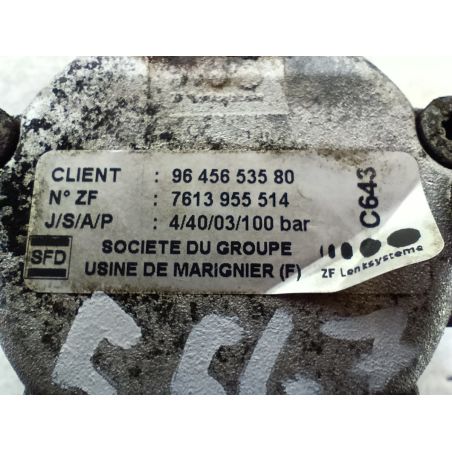 CLIENT : 96 456 535 80
N° ZF : 7613 955 514
J/S/A/P : 4/40/03/100 bar
C643
SFD
SOCIETE DU GROUPE
USINE DE MARIGNIER (F)
ZF Lenksysteme